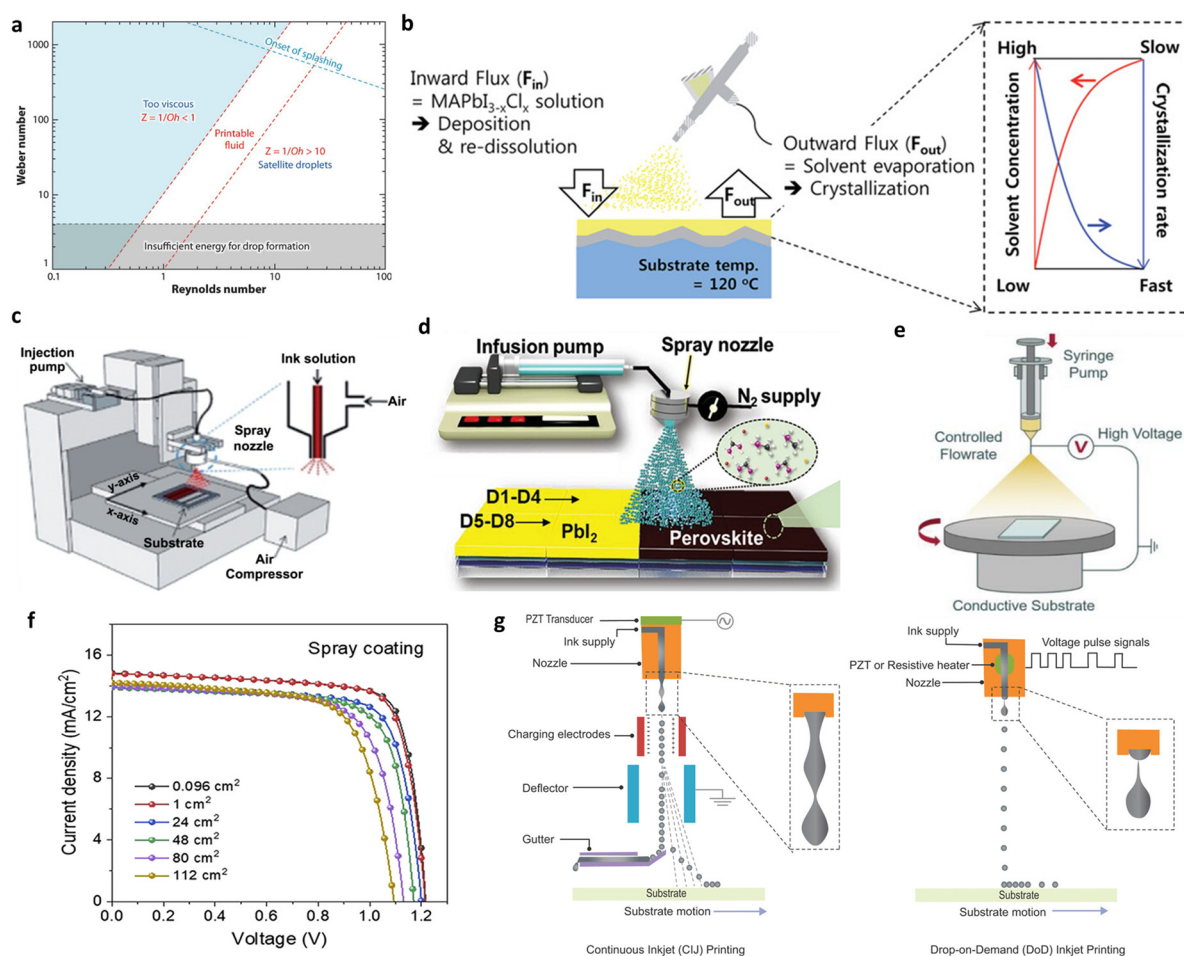 a
1000
100
10
1
Weber number
0.1
1
10
100
Reynolds number
Onset of splashing
Too viscous
Z = 1/Oh < 1
Printable
fluid
Z = 1/Oh > 10
Satellite droplets
Insufficient energy for drop formation
b
Inward Flux (Fin)
= MAPbI3-xClx solution
➔ Deposition
& re-dissolution
Fin
Fout
Outward Flux (Fout)
= Solvent evaporation
➔ Crystallization
Substrate temp.
= 120 ºC
High
Slow
Solvent Concentration
Crystallization rate
Low
Fast
c
Injection
pump
Ink solution
Air
Spray
nozzle
y-axis
x-axis
Substrate
Air
Compressor
d
Infusion pump
Spray nozzle
N2 supply
D1-D4
D5-D8
PbI2
Perovskite
e
Syringe
Pump
Controlled
Flowrate
V
High Voltage
Conductive Substrate
f
Spray coating
16
12
8
4
0
Current density (mA/cm2)
0.096 cm2
1 cm2
24 cm2
48 cm2
80 cm2
112 cm2
0.0
0.2
0.4
0.6
0.8
1.0
1.2
Voltage (V)
g
PZT Transducer
Ink supply
Nozzle
Charging electrodes
Deflector
Gutter
Substrate
Substrate motion
Continuous Inkjet (CIJ) Printing
Ink supply
PZT or Resistive heater
Nozzle
Voltage pulse signals
Substrate
Substrate motion
Drop-on-Demand (DoD) Inkjet Printing